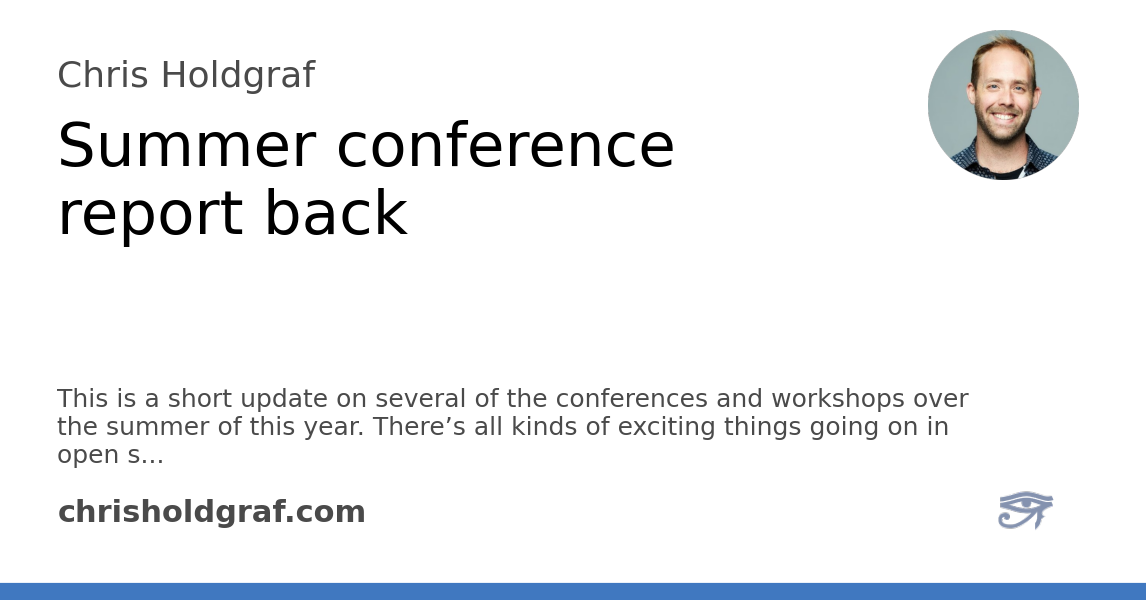 Chris Holdgraf
Summer conference
report back
This is a short update on several of the conferences and workshops over
the summer of this year. There’s all kinds of exciting things going on in
open s...
chrisholdgraf.com